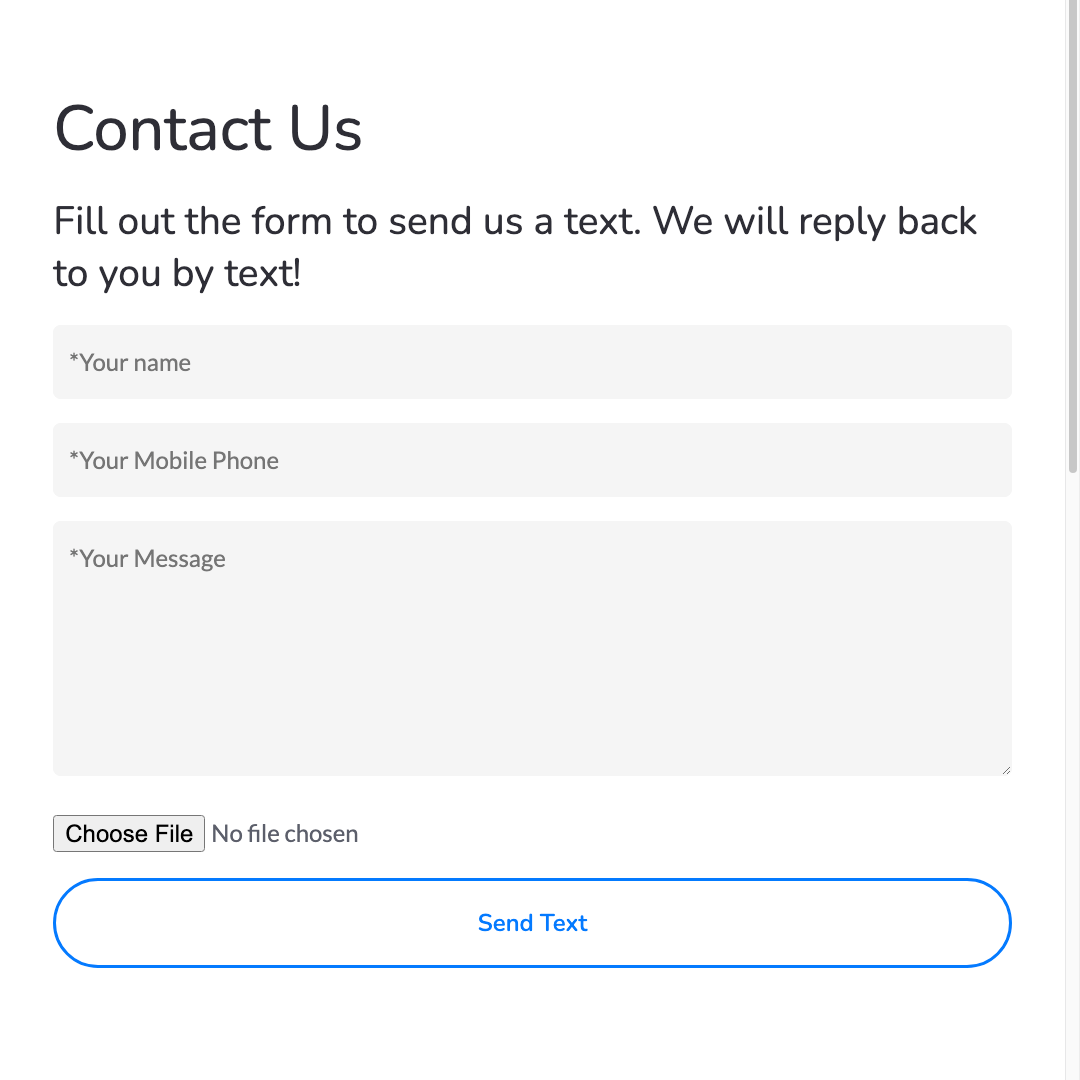 Contact Us
Fill out the form to send us a text. We will reply back
to you by text!
*Your name
*Your Mobile Phone
*Your Message
Choose File No file chosen
Send Text